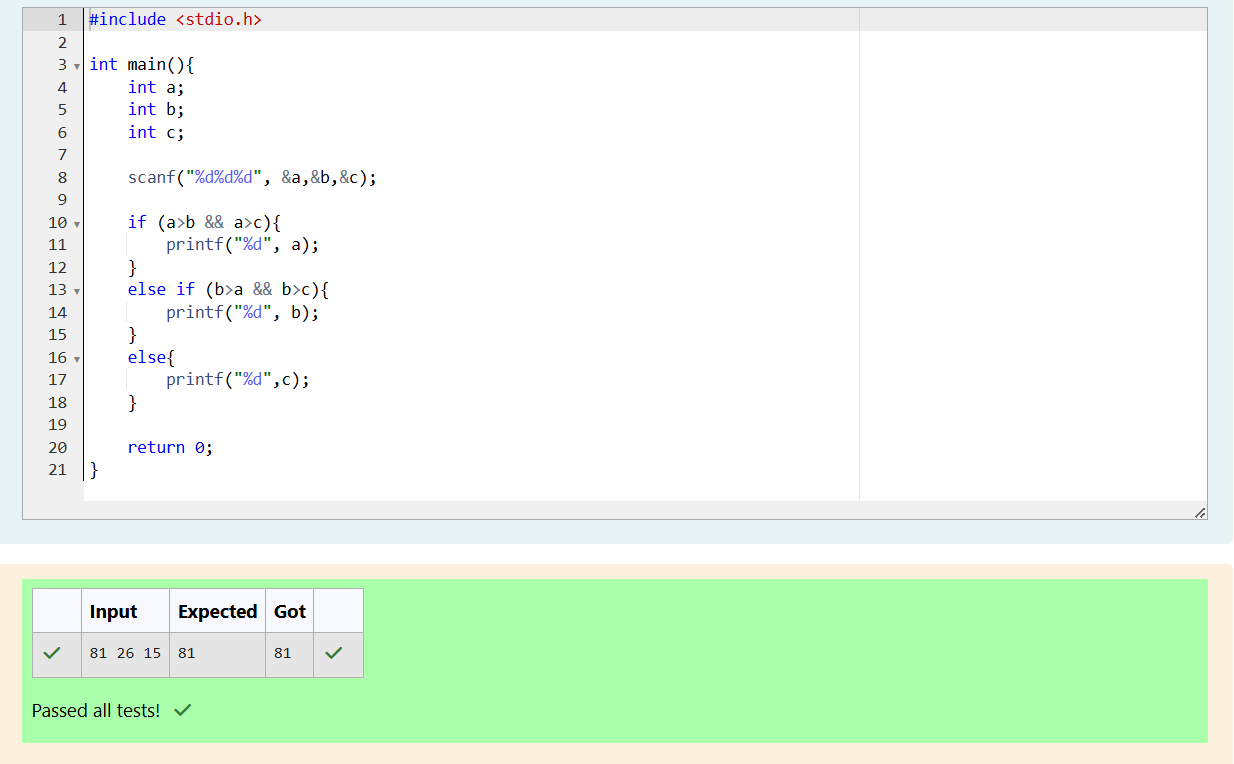 1 #include <stdio.h>
2
3 int main(){
4     int a;
5     int b;
6     int c;
7
8     scanf("%d%d%d", &a,&b,&c);
9
10     if (a>b && a>c){
11         printf("%d", a);
12     }
13     else if (b>a && b>c){
14         printf("%d", b);
15     }
16     else{
17         printf("%d",c);
18     }
19
20     return 0;
21 }
Input Expected Got
81 26 15 81 81
Passed all tests!